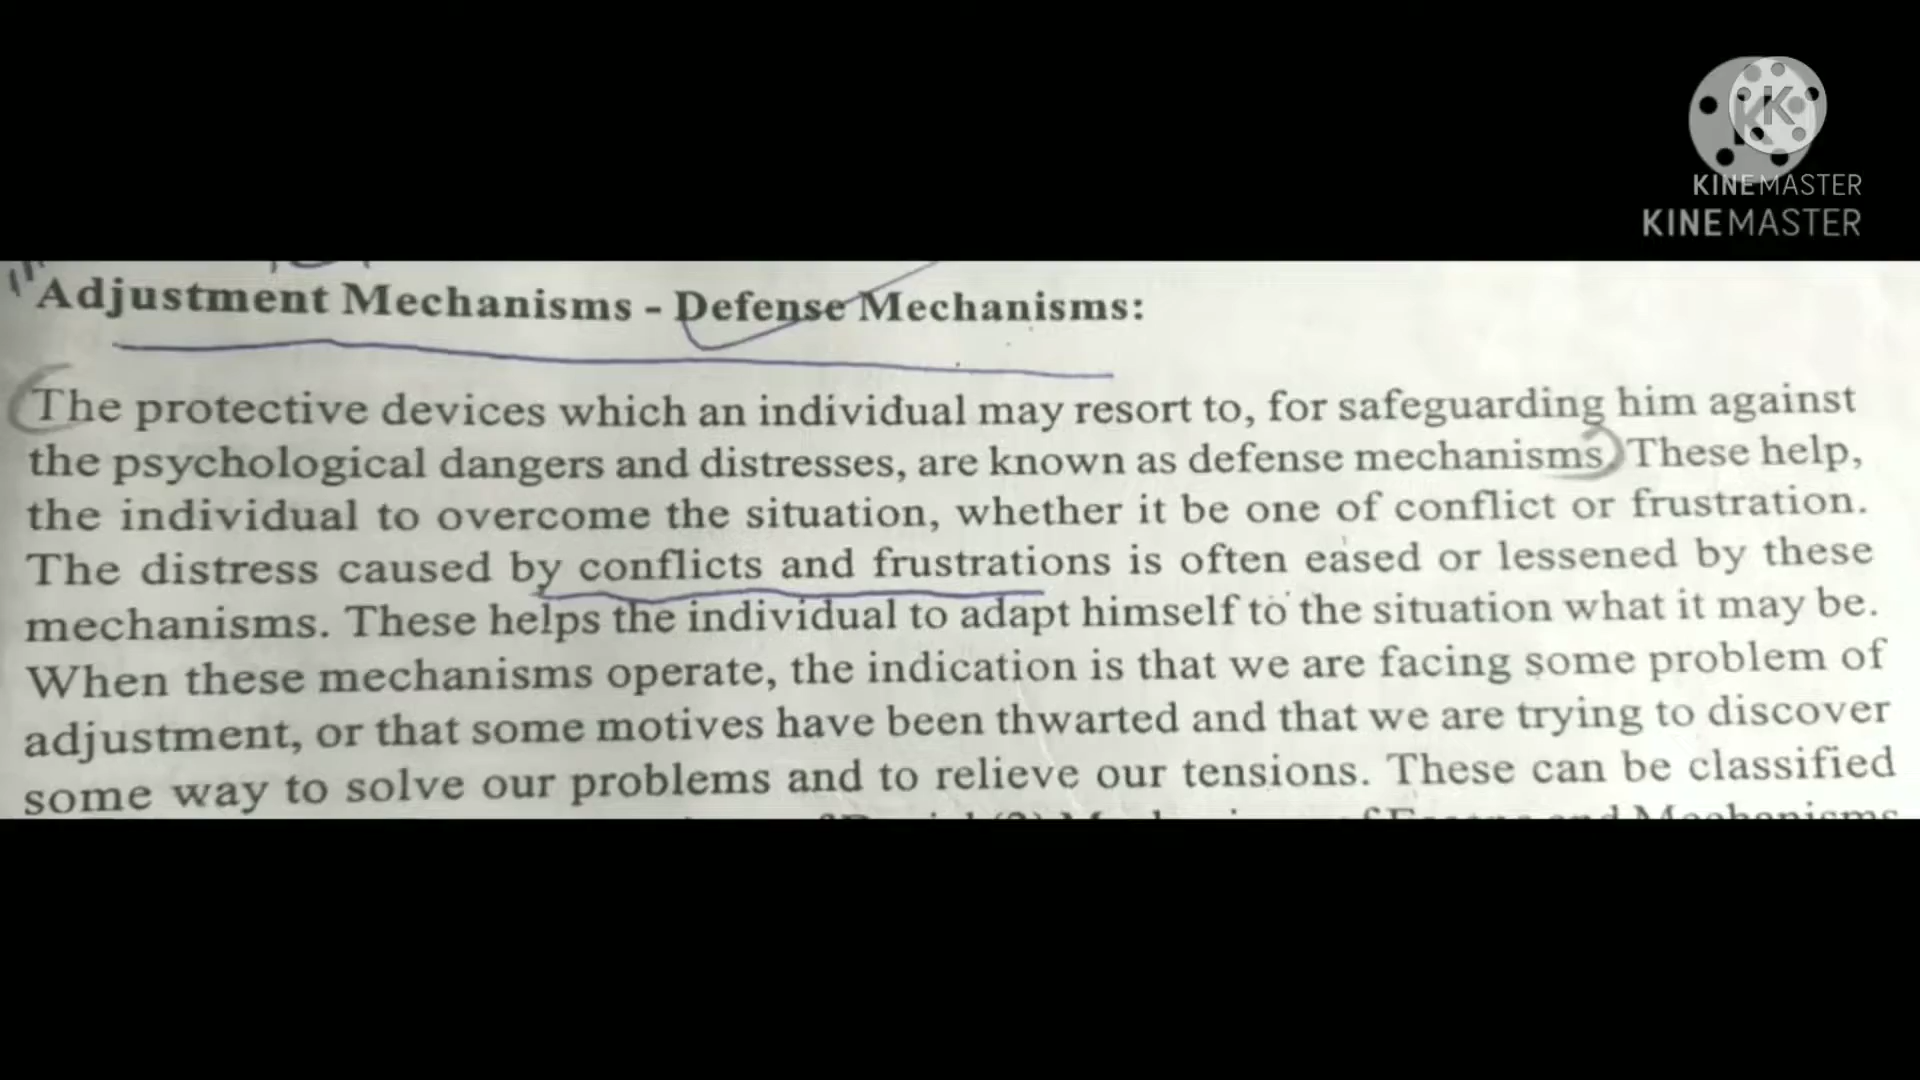 KINEMASTER
KINEMASTER
Adjustment Mechanisms - Defense Mechanisms:
The protective devices which an individual may resort to, for safeguarding him against
the psychological dangers and distresses, are known as defense mechanisms. These help,
the individual to overcome the situation, whether it be one of conflict or frustration.
The distress caused by conflicts and frustrations is often eased or lessened by these
mechanisms. These helps the individual to adapt himself to the situation what it may be.
When these mechanisms operate, the indication is that we are facing some problem of
adjustment, or that some motives have been thwarted and that we are trying to discover
some way to solve our problems and to relieve our tensions. These can be classified